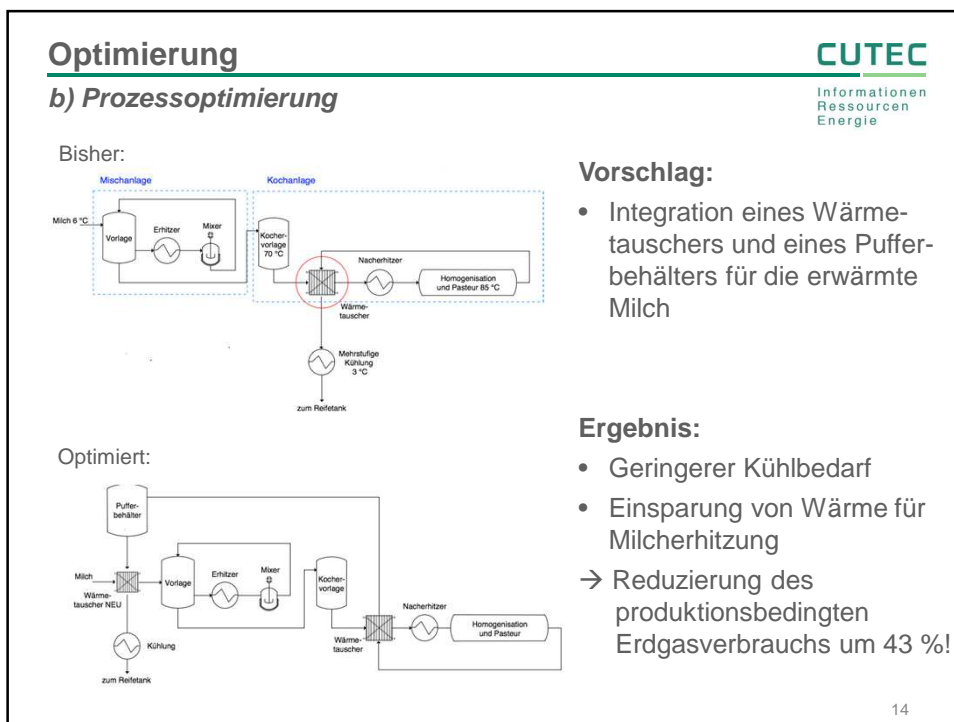 Optimierung
CUTEC
b) Prozessoptimierung
Informationen
Ressourcen
Energie
Bisher:
Mischanlage
Kochanlage
Milch 6 °C
Vorlage
Erhitzer
Mixer
Kocher-
vorlage
70 °C
Nacherhitzer
Homogenisation
und Pasteur 85 °C
Wärme-
tauscher
Mehrstufige
Kühlung
3 °C
zum Reifetank
Vorschlag:
• Integration eines Wärme-
tauschers und eines Puffer-
behälters für die erwärmte
Milch
Optimiert:
Puffer-
behälter
Milch
Wärme-
tauscher NEU
Vorlage
Erhitzer
Mixer
Kocher-
vorlage
Wärme-
tauscher
Nacherhitzer
Homogenisation
und Pasteur
Kühlung
zum Reifetank
Ergebnis:
• Geringerer Kühlbedarf
• Einsparung von Wärme für
Milcherhitzung
→ Reduzierung des
produktionsbedingten
Erdgasverbrauchs um 43 %!
14